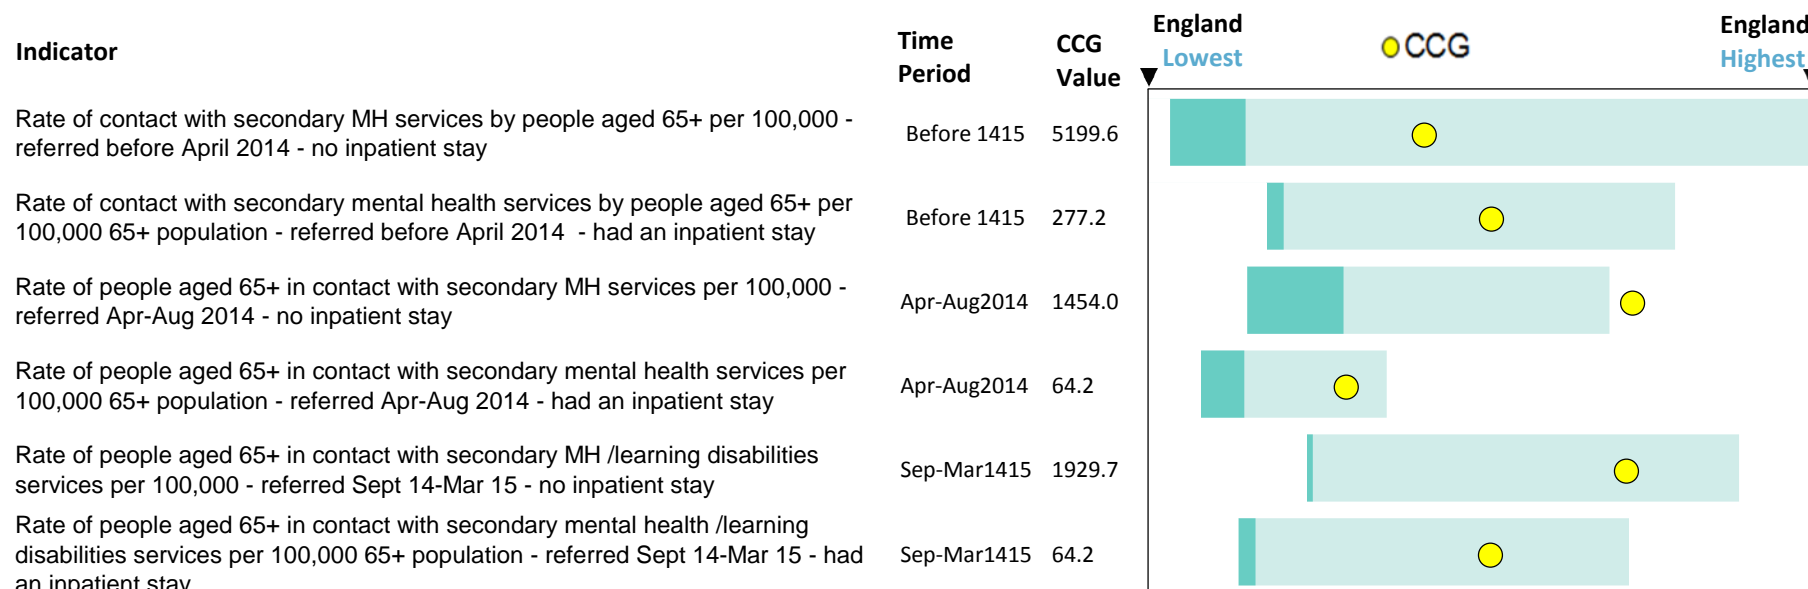 Indicator
Time Period
CCG Value
England Lowest
CCG
England Highest
Rate of contact with secondary MH services by people aged 65+ per 100,000 -
referred before April 2014 - no inpatient stay
Before 1415 5199.6
Rate of contact with secondary mental health services by people aged 65+ per
100,000 65+ population - referred before April 2014 - had an inpatient stay
Before 1415 277.2
Rate of people aged 65+ in contact with secondary MH services per 100,000 -
referred Apr-Aug 2014 - no inpatient stay
Apr-Aug2014 1454.0
Rate of people aged 65+ in contact with secondary mental health services per
100,000 65+ population - referred Apr-Aug 2014 - had an inpatient stay
Apr-Aug2014 64.2
Rate of people aged 65+ in contact with secondary MH /learning disabilities
services per 100,000 - referred Sept 14-Mar 15 - no inpatient stay
Sep-Mar1415 1929.7
Rate of people aged 65+ in contact with secondary mental health /learning
disabilities services per 100,000 65+ population - referred Sept 14-Mar 15 - had
an inpatient stay
Sep-Mar1415 64.2